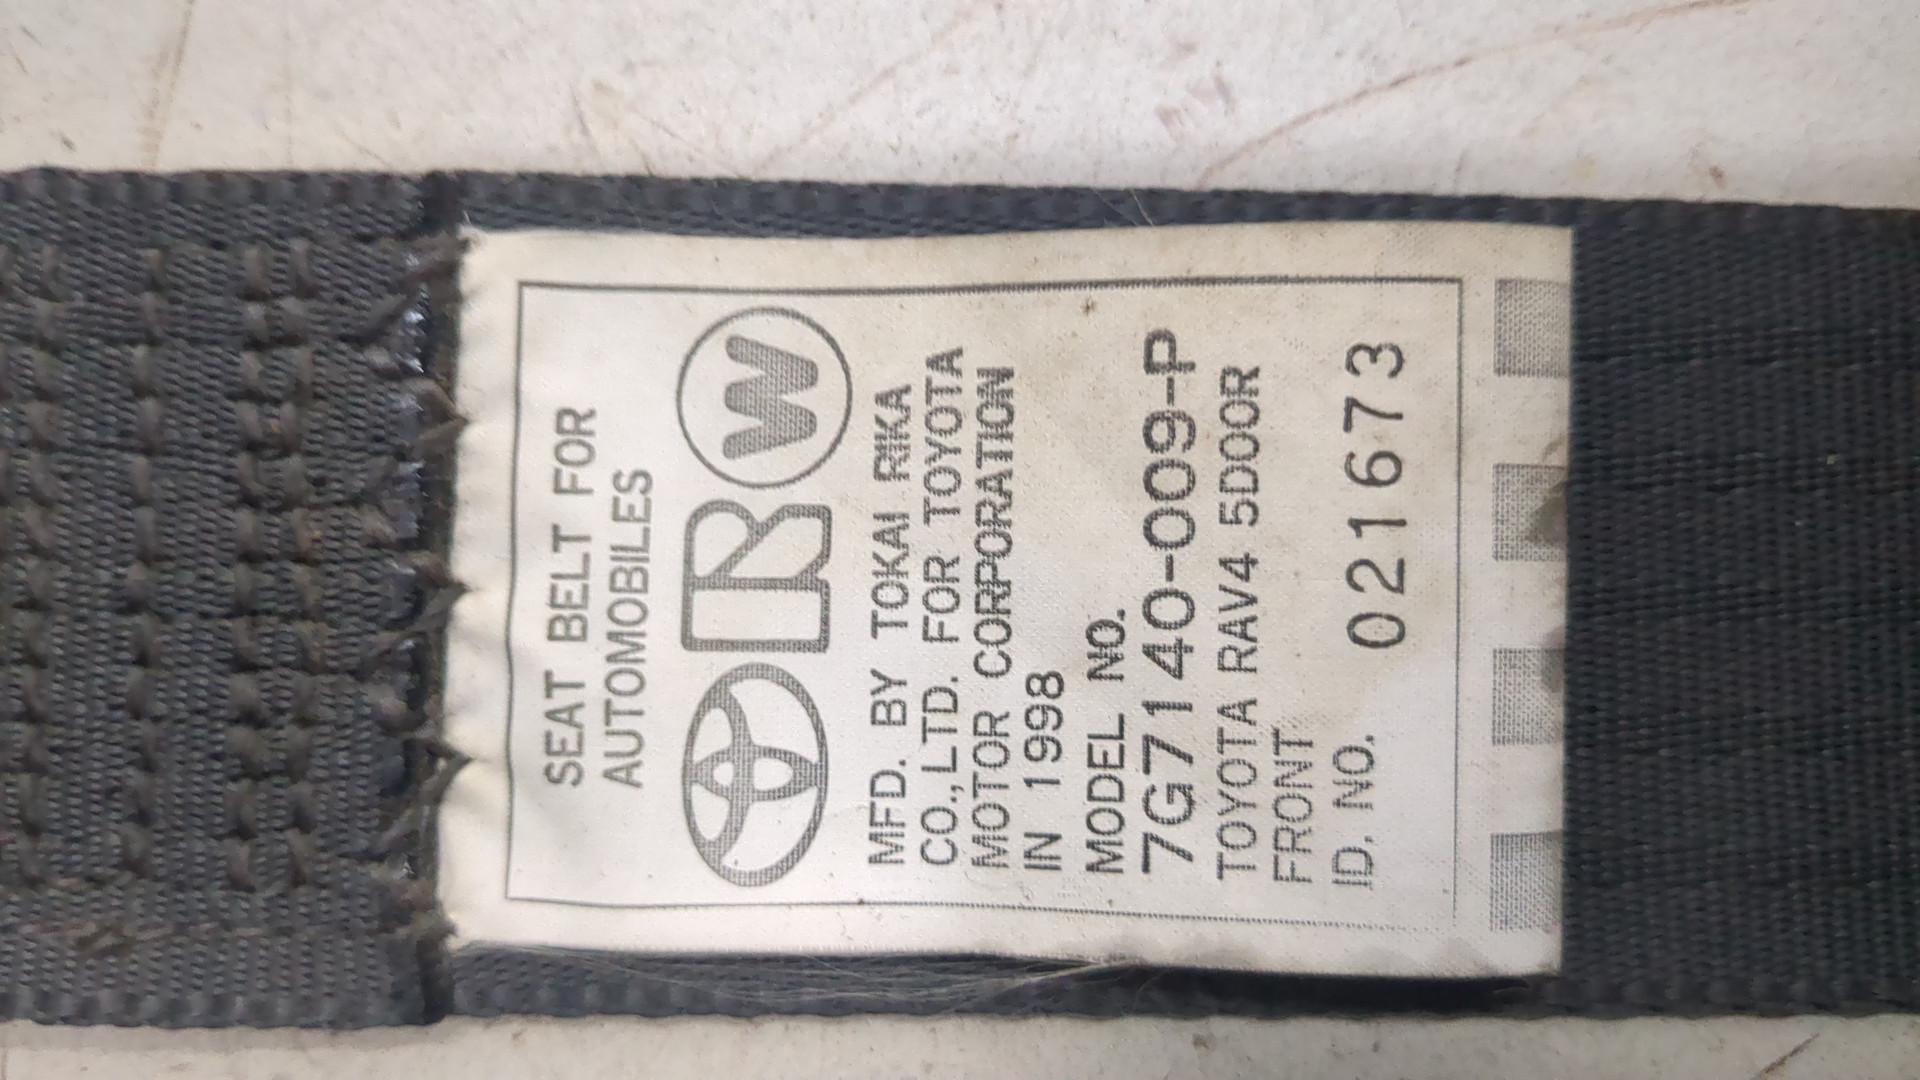 SEAT BELT FOR
AUTOMOBILES
R W
MFD. BY TOKAI RIKA
CO., LTD. FOR TOYOTA
MOTOR CORPORATION
IN 1998
MODEL NO.
7G7140-009-P
TOYOTA RAV4 5DOOR
FRONT
ID. NO. 021673